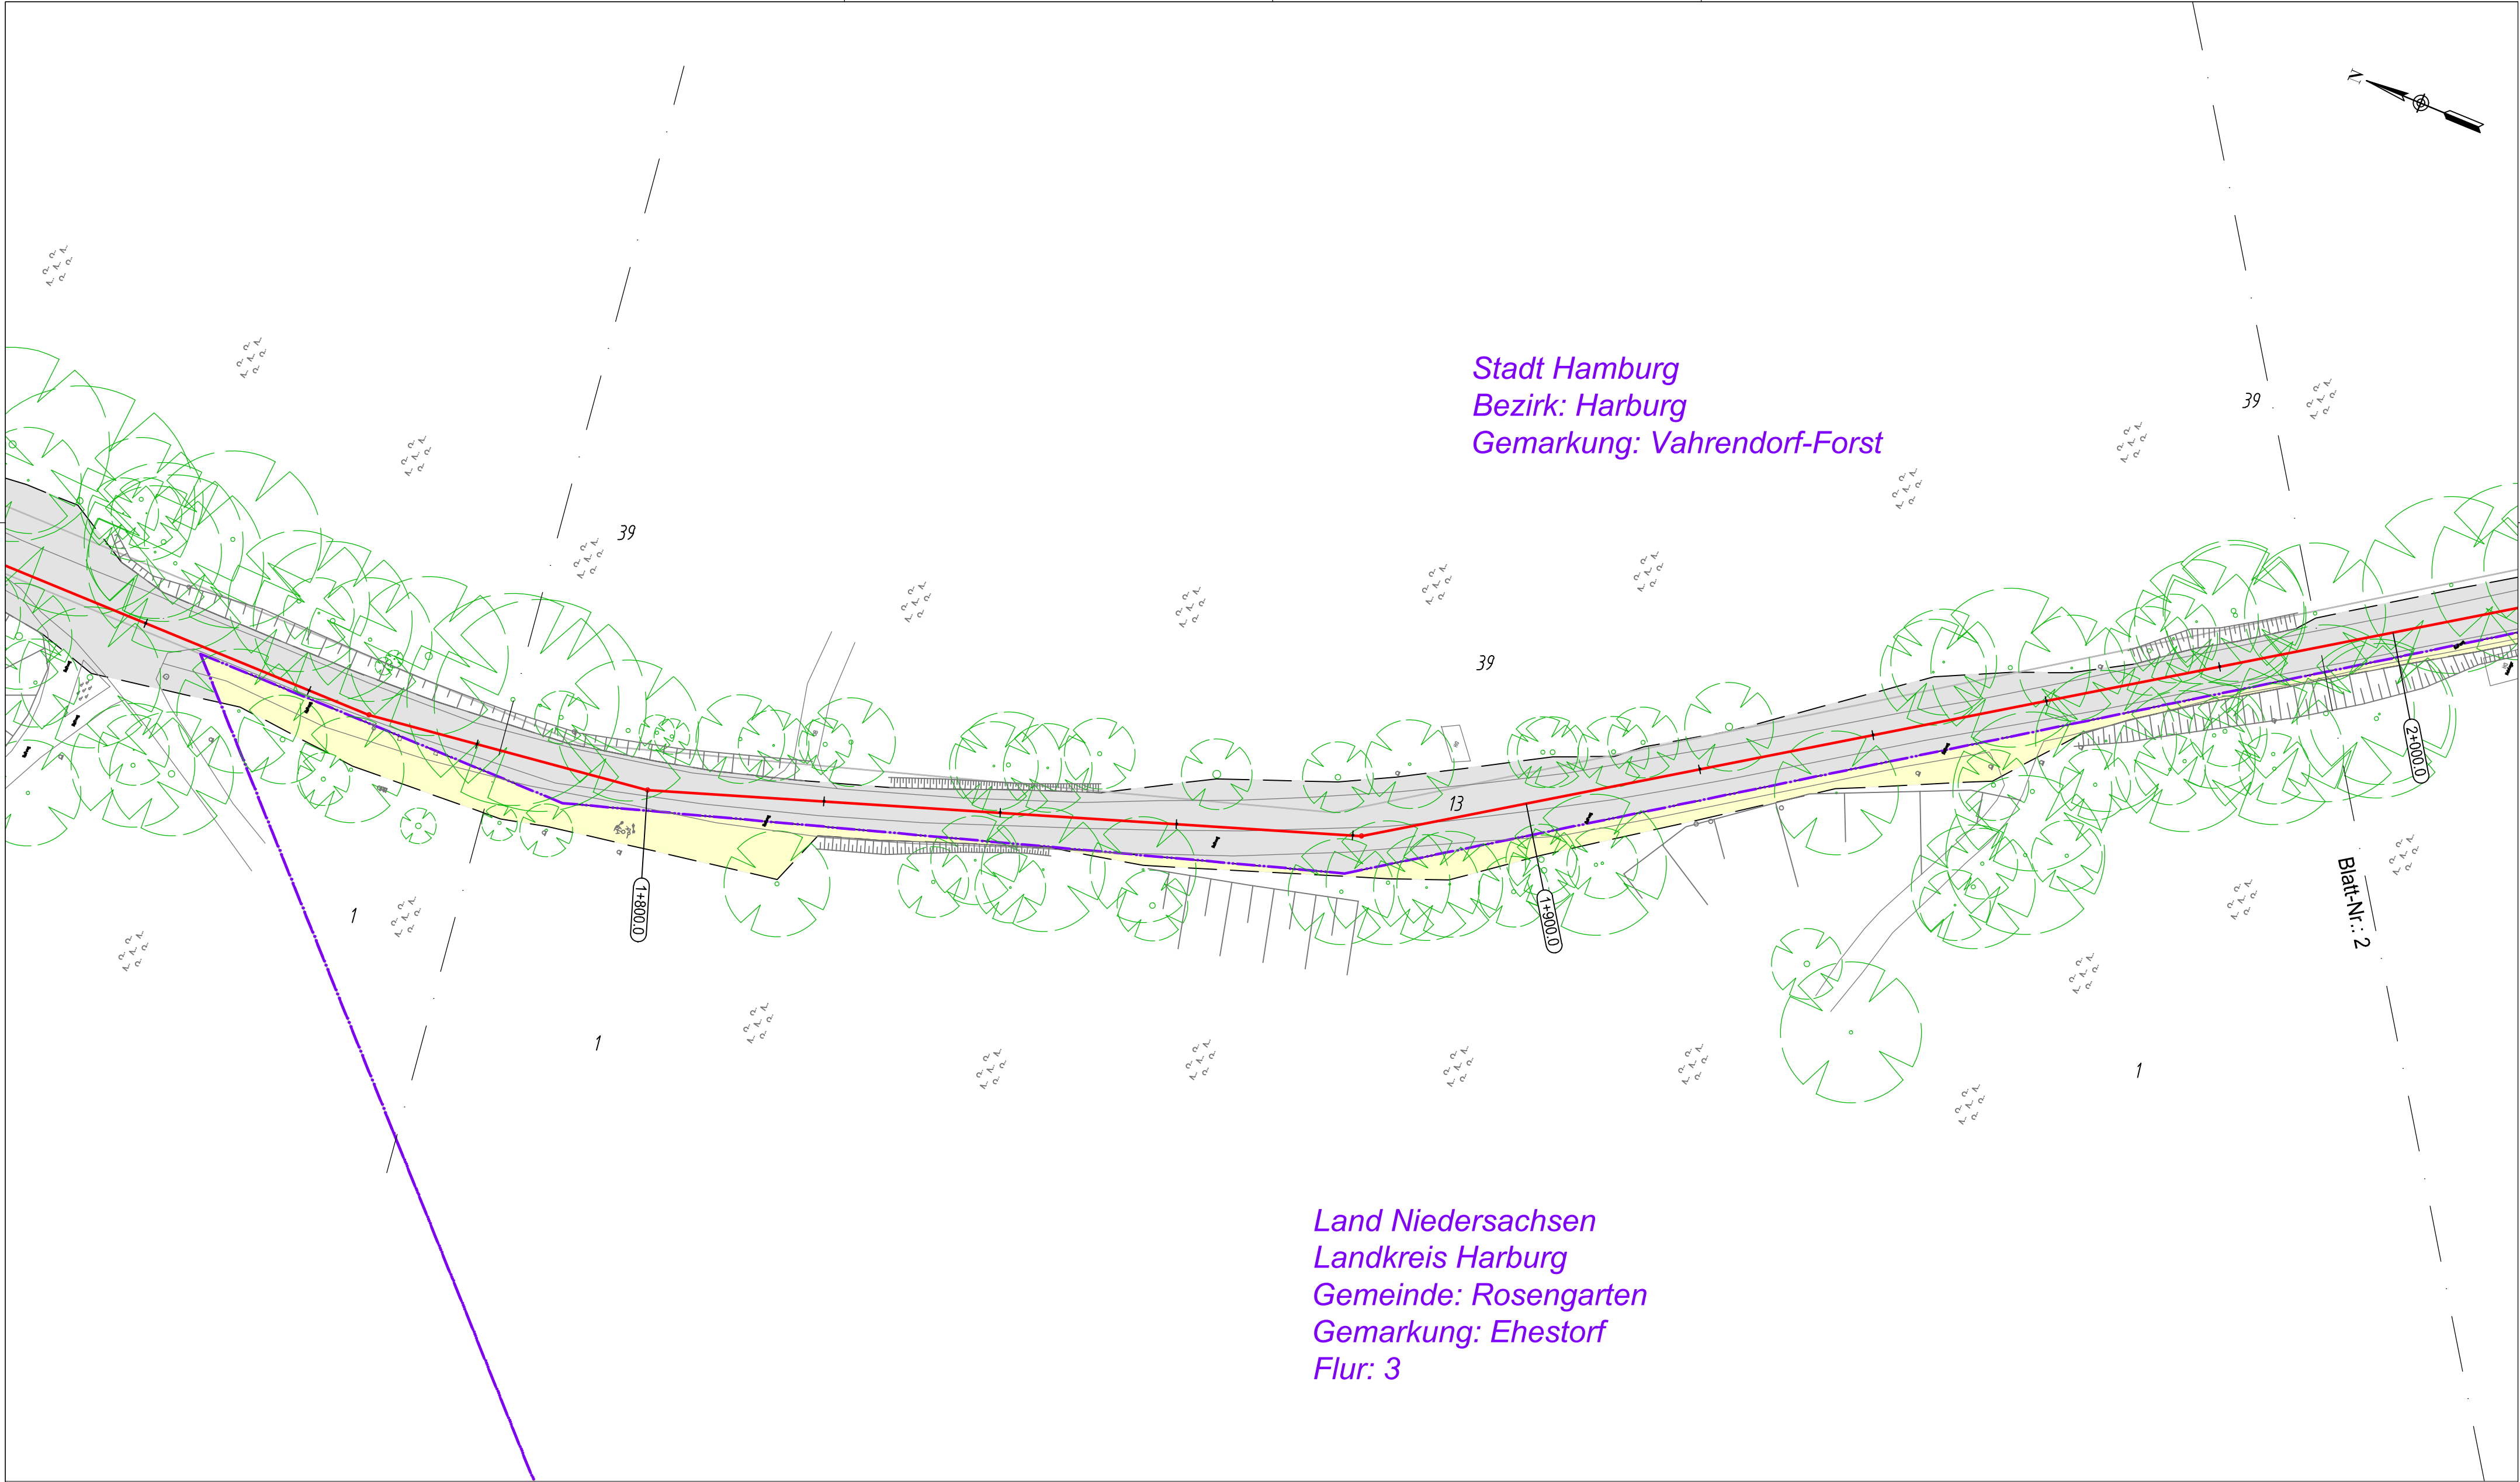 N
Stadt Hamburg
Bezirk: Harburg
Gemarkung: Vahrendorf-Forst
39
39
39
13
2+000.0
1+800.0
1+900.0
Blatt-Nr.: 2
1
1
1
Land Niedersachsen
Landkreis Harburg
Gemeinde: Rosengarten
Gemarkung: Ehestorf
Flur: 3